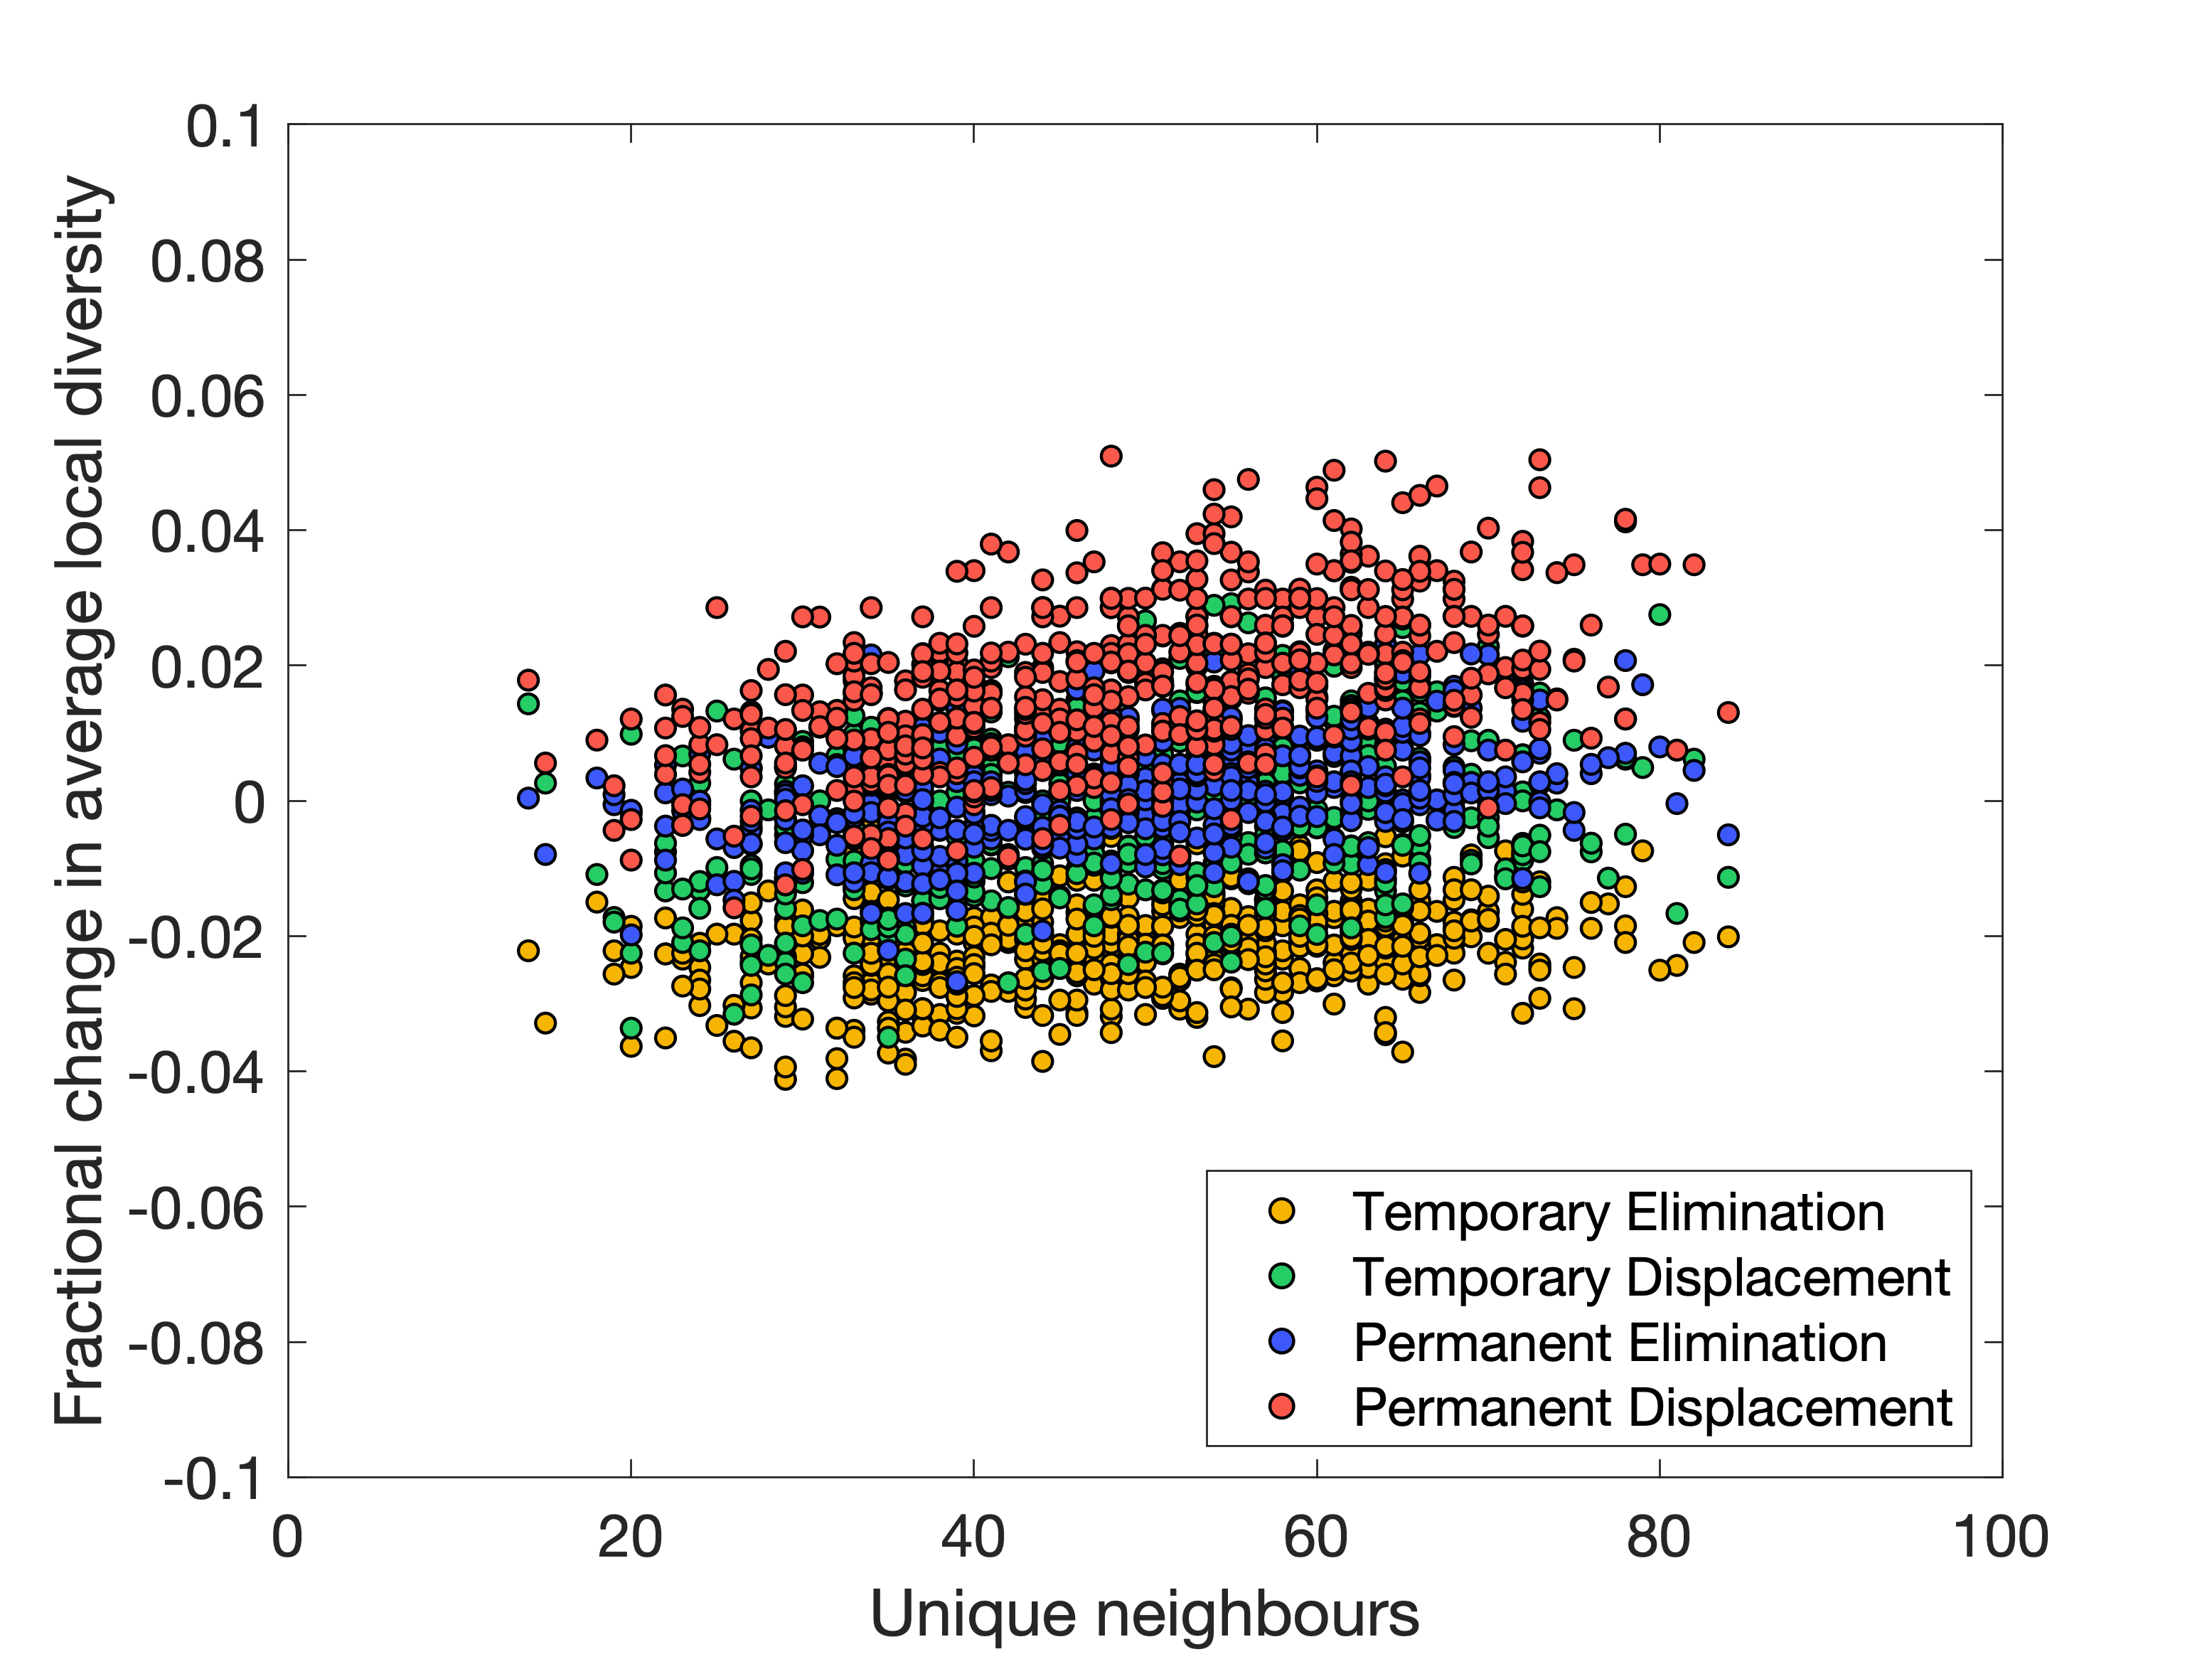 Fractional change in average local diversity
0.1
0.08
0.06
0.04
0.02
0
-0.02
-0.04
-0.06
-0.08
-0.1
Temporary Elimination
Temporary Displacement
Permanent Elimination
Permanent Displacement
0 20 40 60 80 100
Unique neighbours